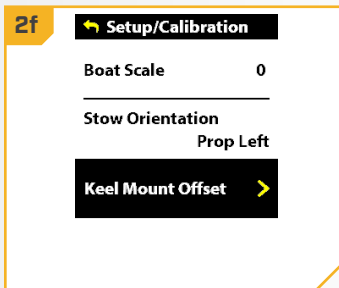 2f
Setup/Calibration
Boat Scale 0
Stow Orientation
Prop Left
Keel Mount Offset